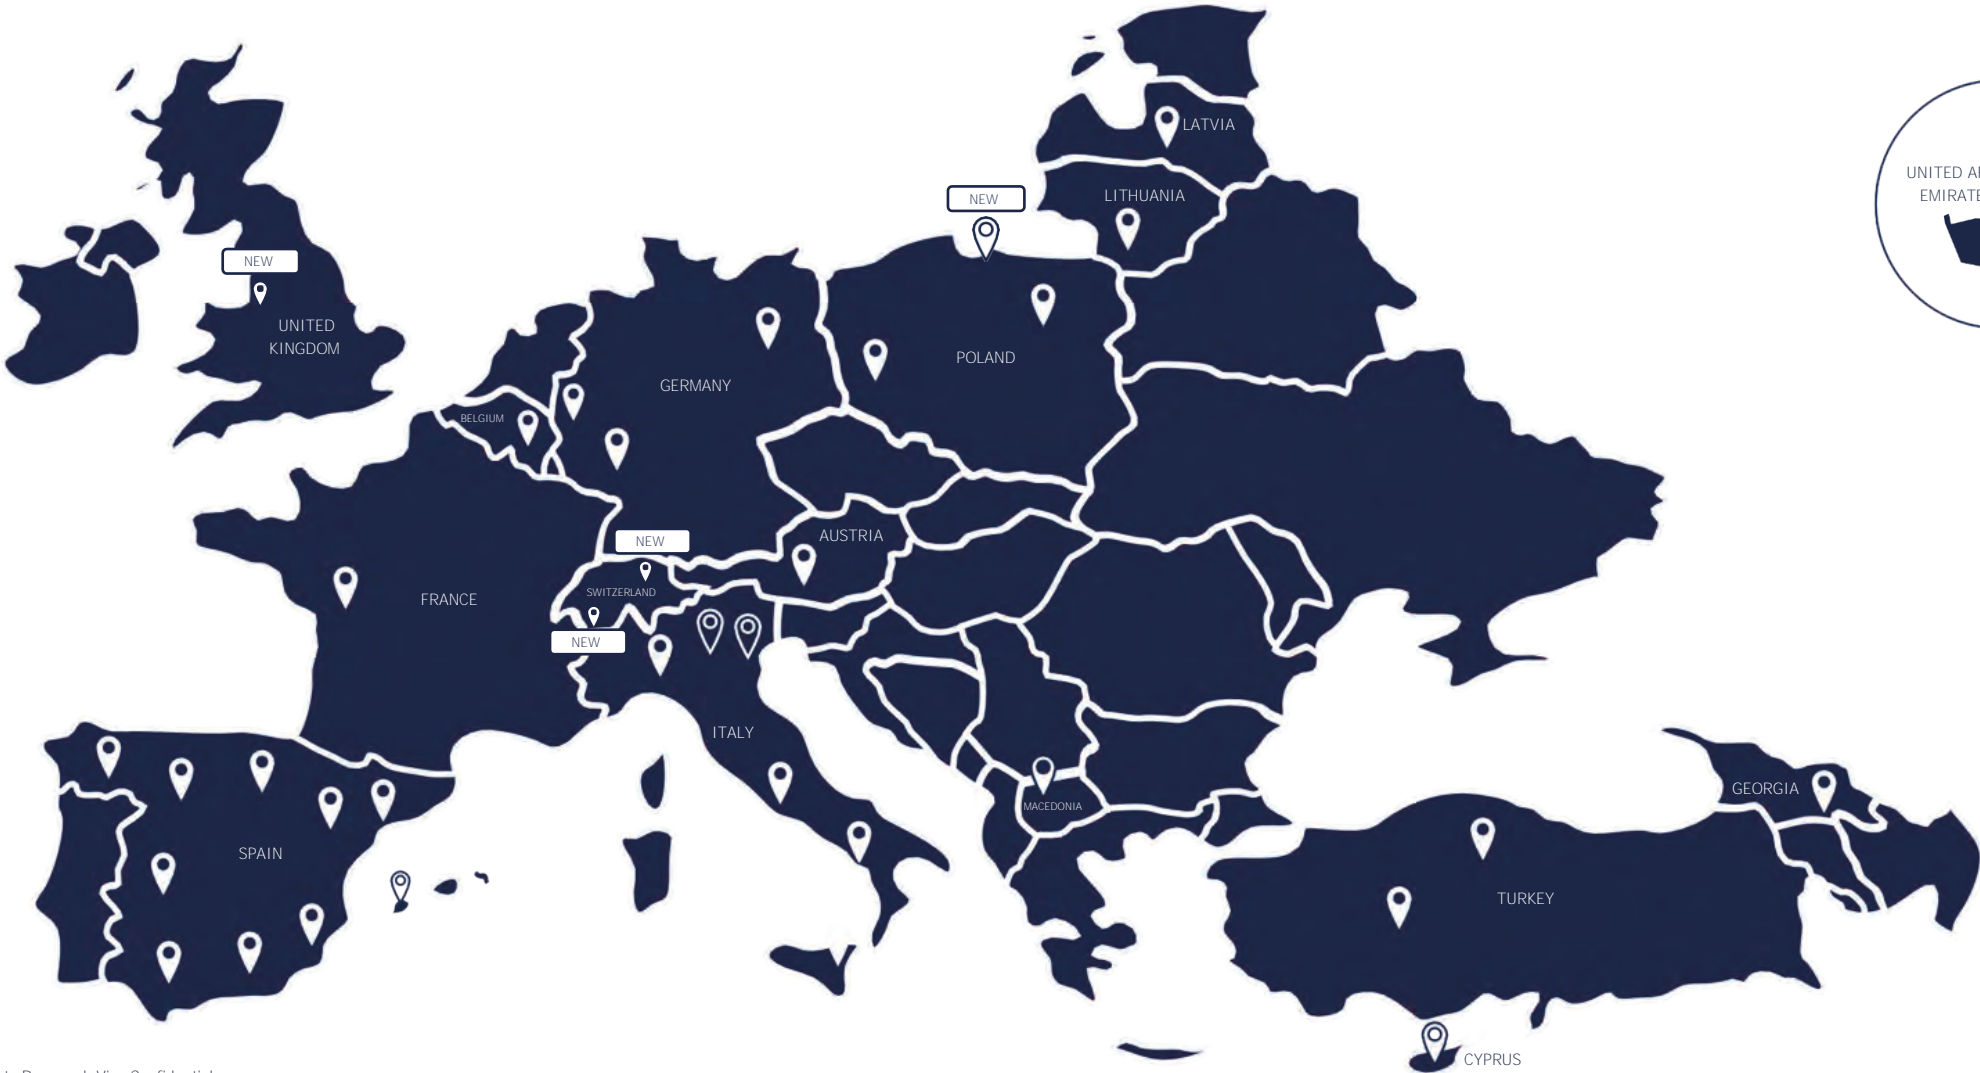 LATVIA
UNITED
EMIRATE
LITHUANIA
NEW
NEW
UNITED
KINGDOM
POLAND
GERMANY
BELGIUM
AUSTRIA
NEW
SWITZERLAND
FRANCE
NEW
ITALY
GEORGIA
MACEDONIA
SPAIN
TURKEY
CYPRUS